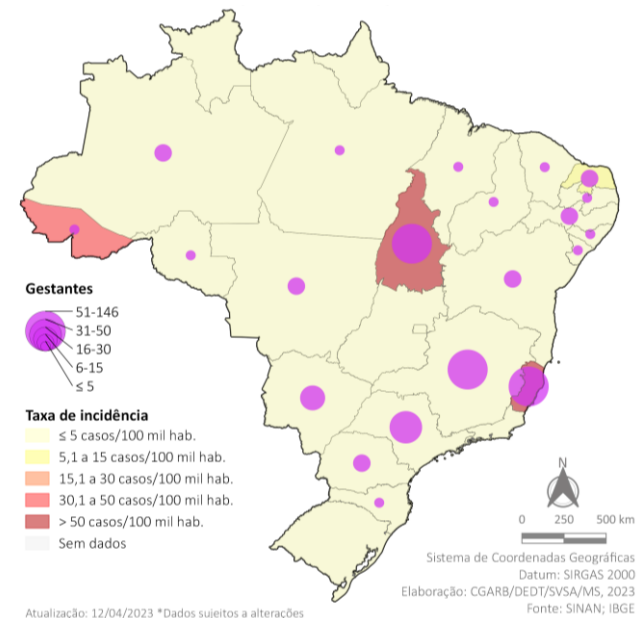 Gestantes
51-146
31-50
16-30
6-15
≤ 5
Taxa de incidência
≤ 5 casos/100 mil hab.
5,1 a 15 casos/100 mil hab.
15,1 a 30 casos/100 mil hab.
30,1 a 50 casos/100 mil hab.
> 50 casos/100 mil hab.
Sem dados
N
0 250 500 km
Sistema de Coordenadas Geográficas
Datum: SIRGAS 2000
Elaboração: CGARB/DEDT/SVSA/MS, 2023
Fonte: SINAN; IBGE
Atualização: 12/04/2023 *Dados sujeitos a alterações